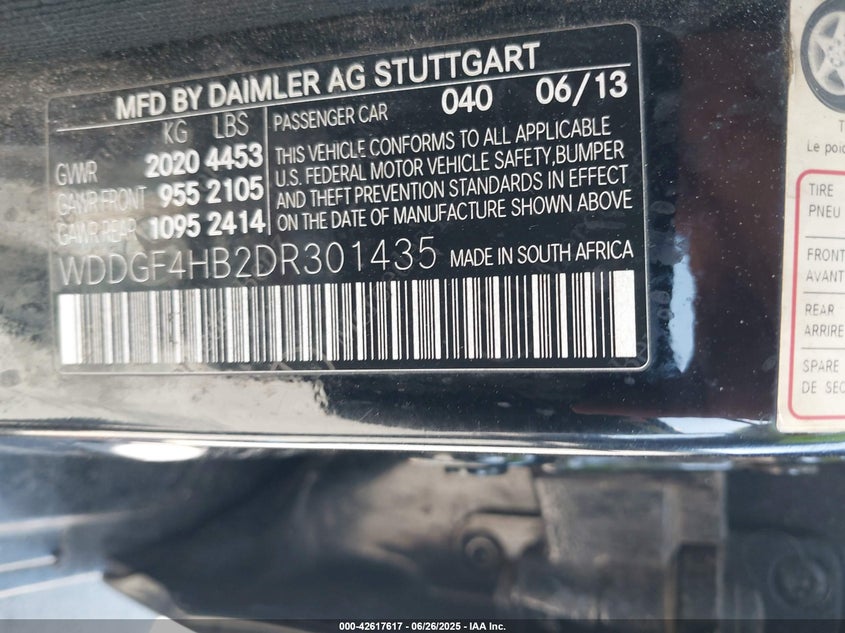 MFD BY DAIMLER AG STUTTGART
KG LBS
GVWR 2020 4453
GAWR FRONT 955 2105
GAWR REAR 1095 2414
PASSENGER CAR 040 06/13
THIS VEHICLE CONFORMS TO ALL APPLICABLE
U.S. FEDERAL MOTOR VEHICLE SAFETY,BUMPER
AND THEFT PREVENTION STANDARDS IN EFFECT
ON THE DATE OF MANUFACTURE SHOWN ABOVE
WDDGF4HB2DR301435 MADE IN SOUTH AFRICA
Le poid
TIRE
PNEU
FRONT
AVANT
REAR
ARRIERE
SPARE
DE SEC
000-42617617 - 06/26/2025 - IAA Inc.